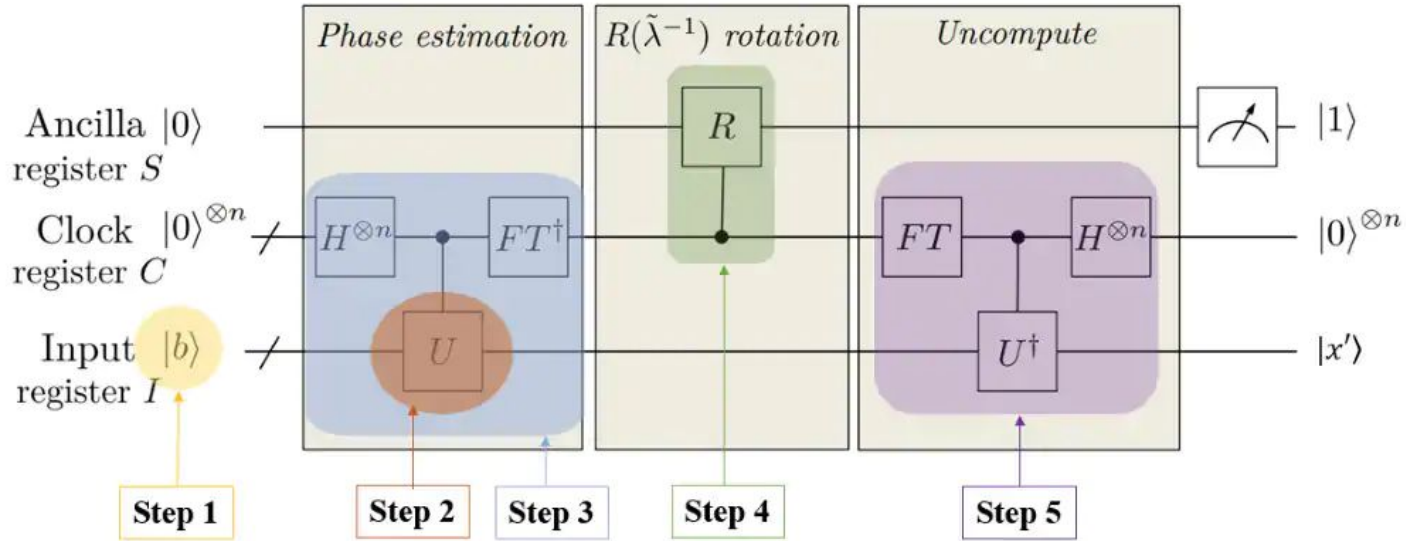 Phase estimation
R(λ̃⁻¹) rotation
Uncompute
Ancilla |0⟩
register S
R
|1⟩
Clock |0⟩⊗n
register C
H⊗n
FT†
FT
H⊗n
|0⟩⊗n
Input |b⟩
register I
U
U†
|x'⟩
Step 1
Step 2
Step 3
Step 4
Step 5